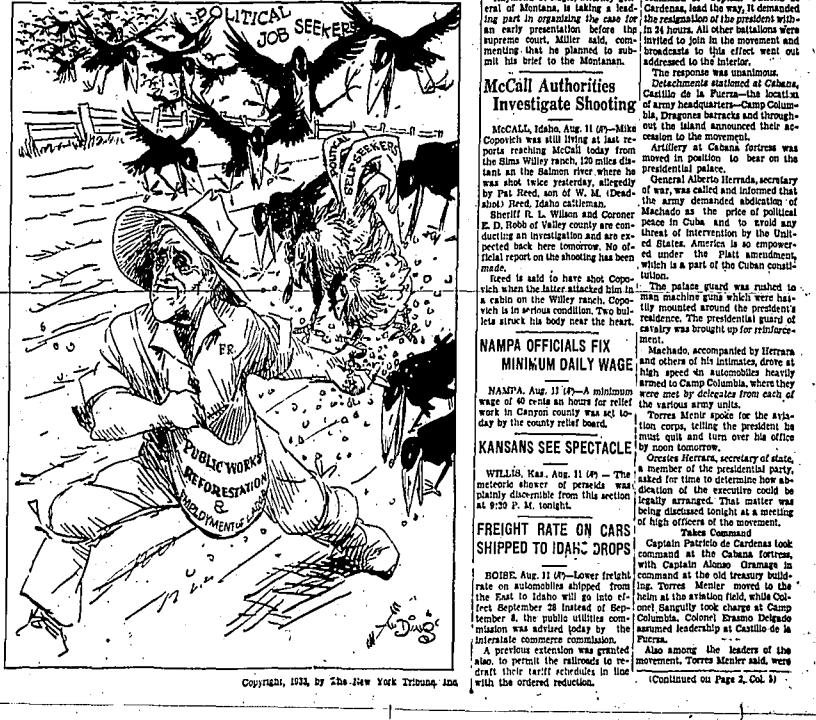 POLITICAL
JOB SEEKERS
POLITICAL
SELF-SEEKERS
F.R.
PUBLIC WORKS
REFORESTATION
EMPLOYMENT OF LABOR
Ding
Copyright, 1933, by The New York Tribune, Inc.
eral of Montana, is taking a lead-
ing part in organizing the case for
an early presentation before the
supreme court, Miller said, com-
menting that he planned to sub-
mit his brief to the Montanan.
McCall Authorities
Investigate Shooting
McCALL, Idaho, Aug. 11 (P)—Mike
Copovich was still living at last re-
ports reaching McCall today from
the Sims Willey ranch, 120 miles dis-
tant on the Salmon river where he
was shot twice yesterday, allegedly
by Pat Reed, son of W. M. (Dead-
shot) Reed, Idaho cattleman.
Sheriff R. L. Wilson and Coroner
E. D. Robb of Valley county are con-
ducting an investigation and are ex-
pected back here tomorrow. No of-
ficial report on the shooting has been
made.
Reed is said to have shot Copo-
vich when the latter attacked him in
a cabin on the Willey ranch. Copo-
vich is in serious condition. Two bul-
lets struck his body near the heart.
NAMPA OFFICIALS FIX
MINIMUM DAILY WAGE
NAMPA, Aug. 11 (P)—A minimum
wage of 40 cents an hours for relief
work in Canyon county was set to-
day by the county relief board.
KANSANS SEE SPECTACLE
WILLIS, Kas., Aug. 11 (P) — The
meteoric shower of perseids was
plainly discernible from this section
at 9:30 P. M. tonight.
FREIGHT RATE ON CARS
SHIPPED TO IDAHO DROPS
BOISE, Aug. 11 (P)—Lower freight
rate on automobiles shipped from
the East to Idaho will go into ef-
fect September 28 instead of Sep-
tember 8, the public utilities com-
mission was advised today by the
interstate commerce commission.
A previous extension was granted
also, to permit the railroads to re-
draft their tariff schedules in line
with the ordered reduction.
Cardenas, lead the way, it demanded
the resignation of the president with-
in 24 hours. All other battalions were
invited to join in the movement and
broadcasts to this effect went out
addressed to the interior.
The response was unanimous.
Detachments stationed at Cabana,
Castillo de la Fuerza—the location
of army headquarters—Camp Colum-
bia, Dragones barracks and through-
out the island announced their ac-
cession to the movement.
Artillery at Cabana fortress was
moved in position to bear on the
presidential palace.
General Alberto Herrada, secretary
of war, was called and informed that
the army demanded abdication of
Machado as the price of political
peace in Cuba and to avoid any
threat of intervention by the Unit-
ed States. America is so empower-
ed under the Platt amendment,
which is a part of the Cuban consti-
tution.
The palace guard was rushed to
man machine guns which were has-
tily mounted around the president's
residence. The presidential guard of
cavalry was brought up for reinforce-
ment.
Machado, accompanied by Herrara
and others of his intimates, drove at
high speed in automobiles heavily
armed to Camp Columbia, where they
were met by delegates from each of
the various army units.
Torres Menir spoke for the avia-
tion corps, telling the president he
must quit and turn over his office
by noon tomorrow.
Orestes Herrara, secretary of state,
a member of the presidential party,
asked for time to determine how ab-
dication of the executive could be
legally arranged. That matter was
being discussed tonight at a meeting
of high officers of the movement.
Takes Command
Captain Patricio de Cardenas took
command at the Cabana fortress,
with Captain Alonso Gramage in
command at the old treasury build-
ing. Torres Menier moved to the
helm at the aviation field, while Col-
onel Sangully took charge at Camp
Columbia. Colonel Erasmo Delgado
assumed leadership at Castillo de la
Fuerza.
Also among the leaders of the
movement, Torres Menier said, were
(Continued on Page 2, Col. 3)